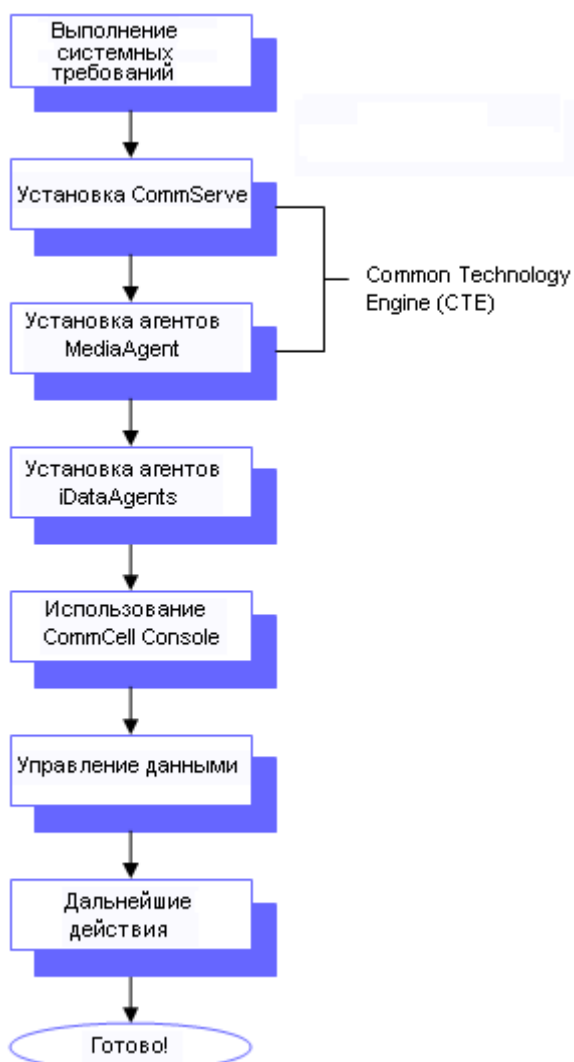 Выполнение
системных
требований
Установка CommServe
Common Technology
Engine (CTE)
Установка агентов
MediaAgent
Установка агентов
iDataAgents
Использование
CommCell Console
Управление данными
Дальнейшие
действия
Готово!